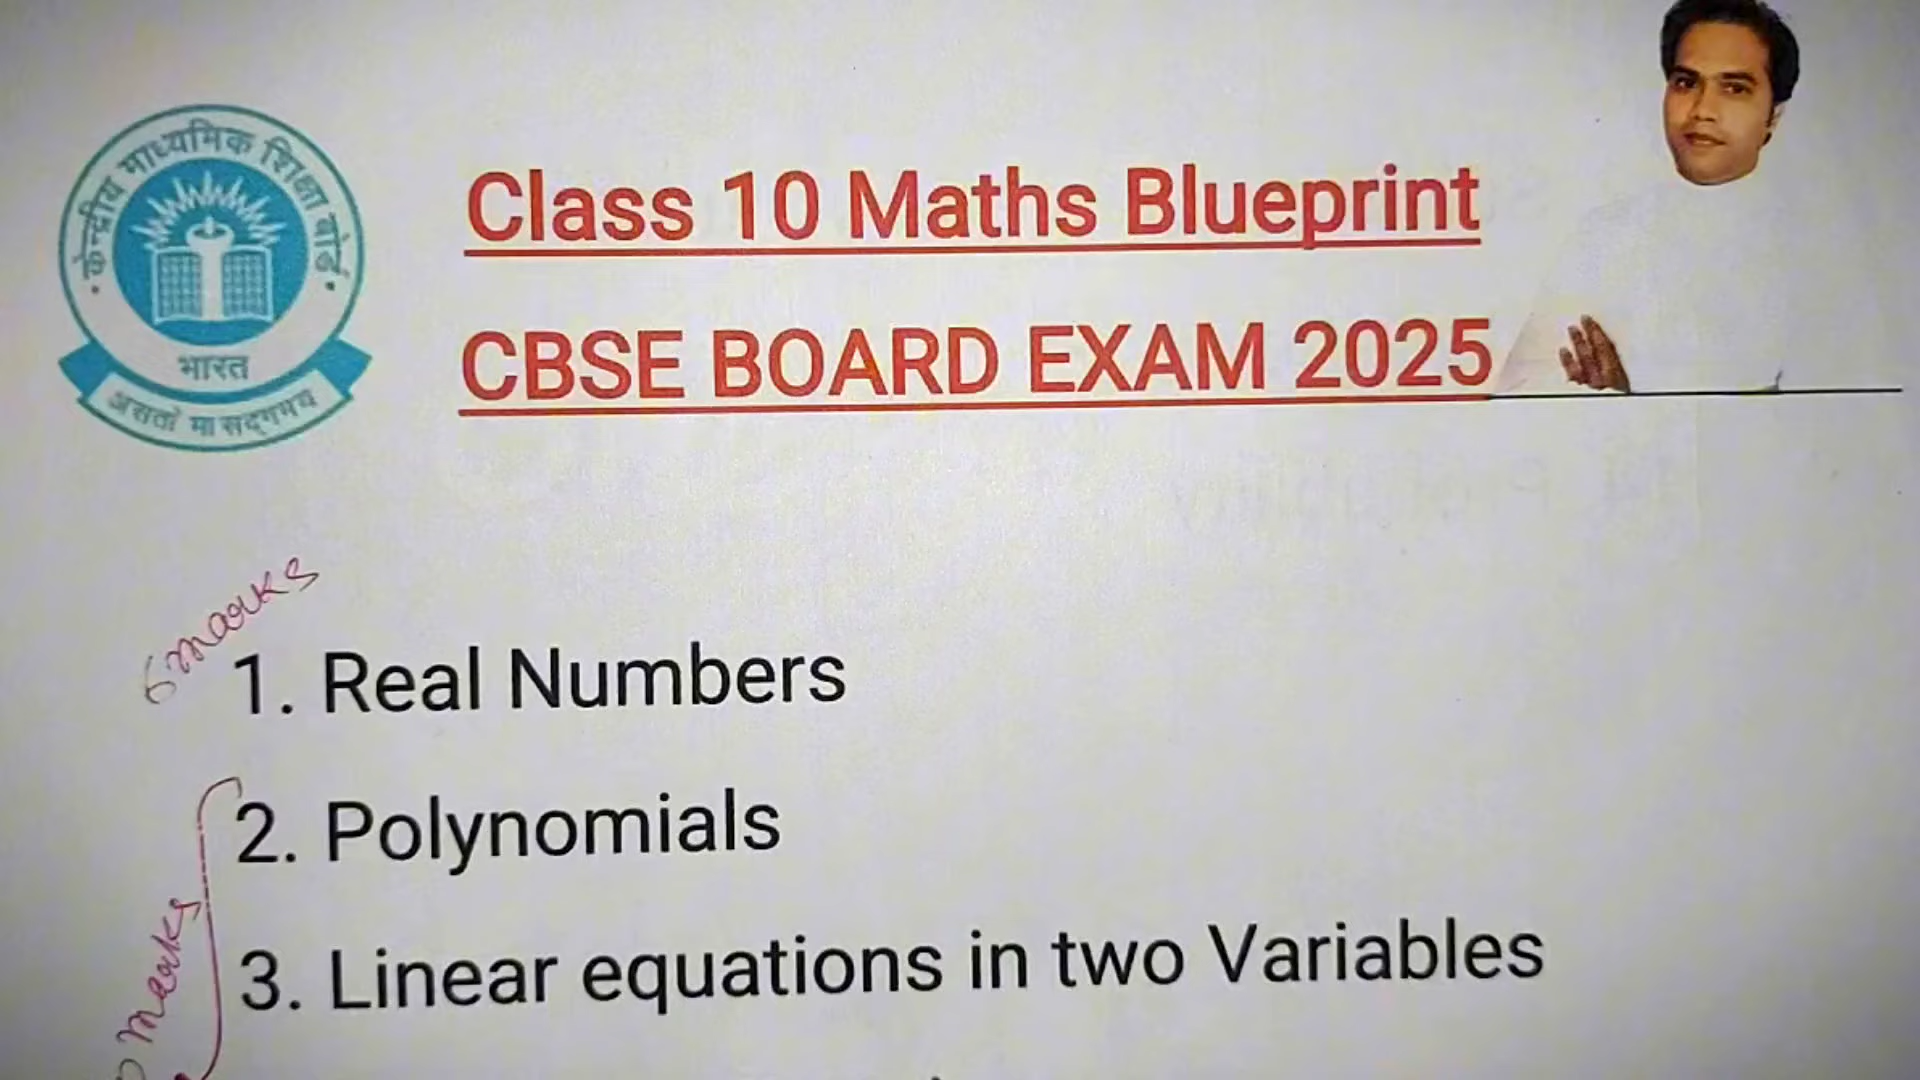 केन्द्रीय माध्यमिक शिक्षा बोर्ड
भारत
असतो मा सद्गमय
Class 10 Maths Blueprint
CBSE BOARD EXAM 2025
6 marks
1. Real Numbers
2. Polynomials
marks
3. Linear equations in two Variables